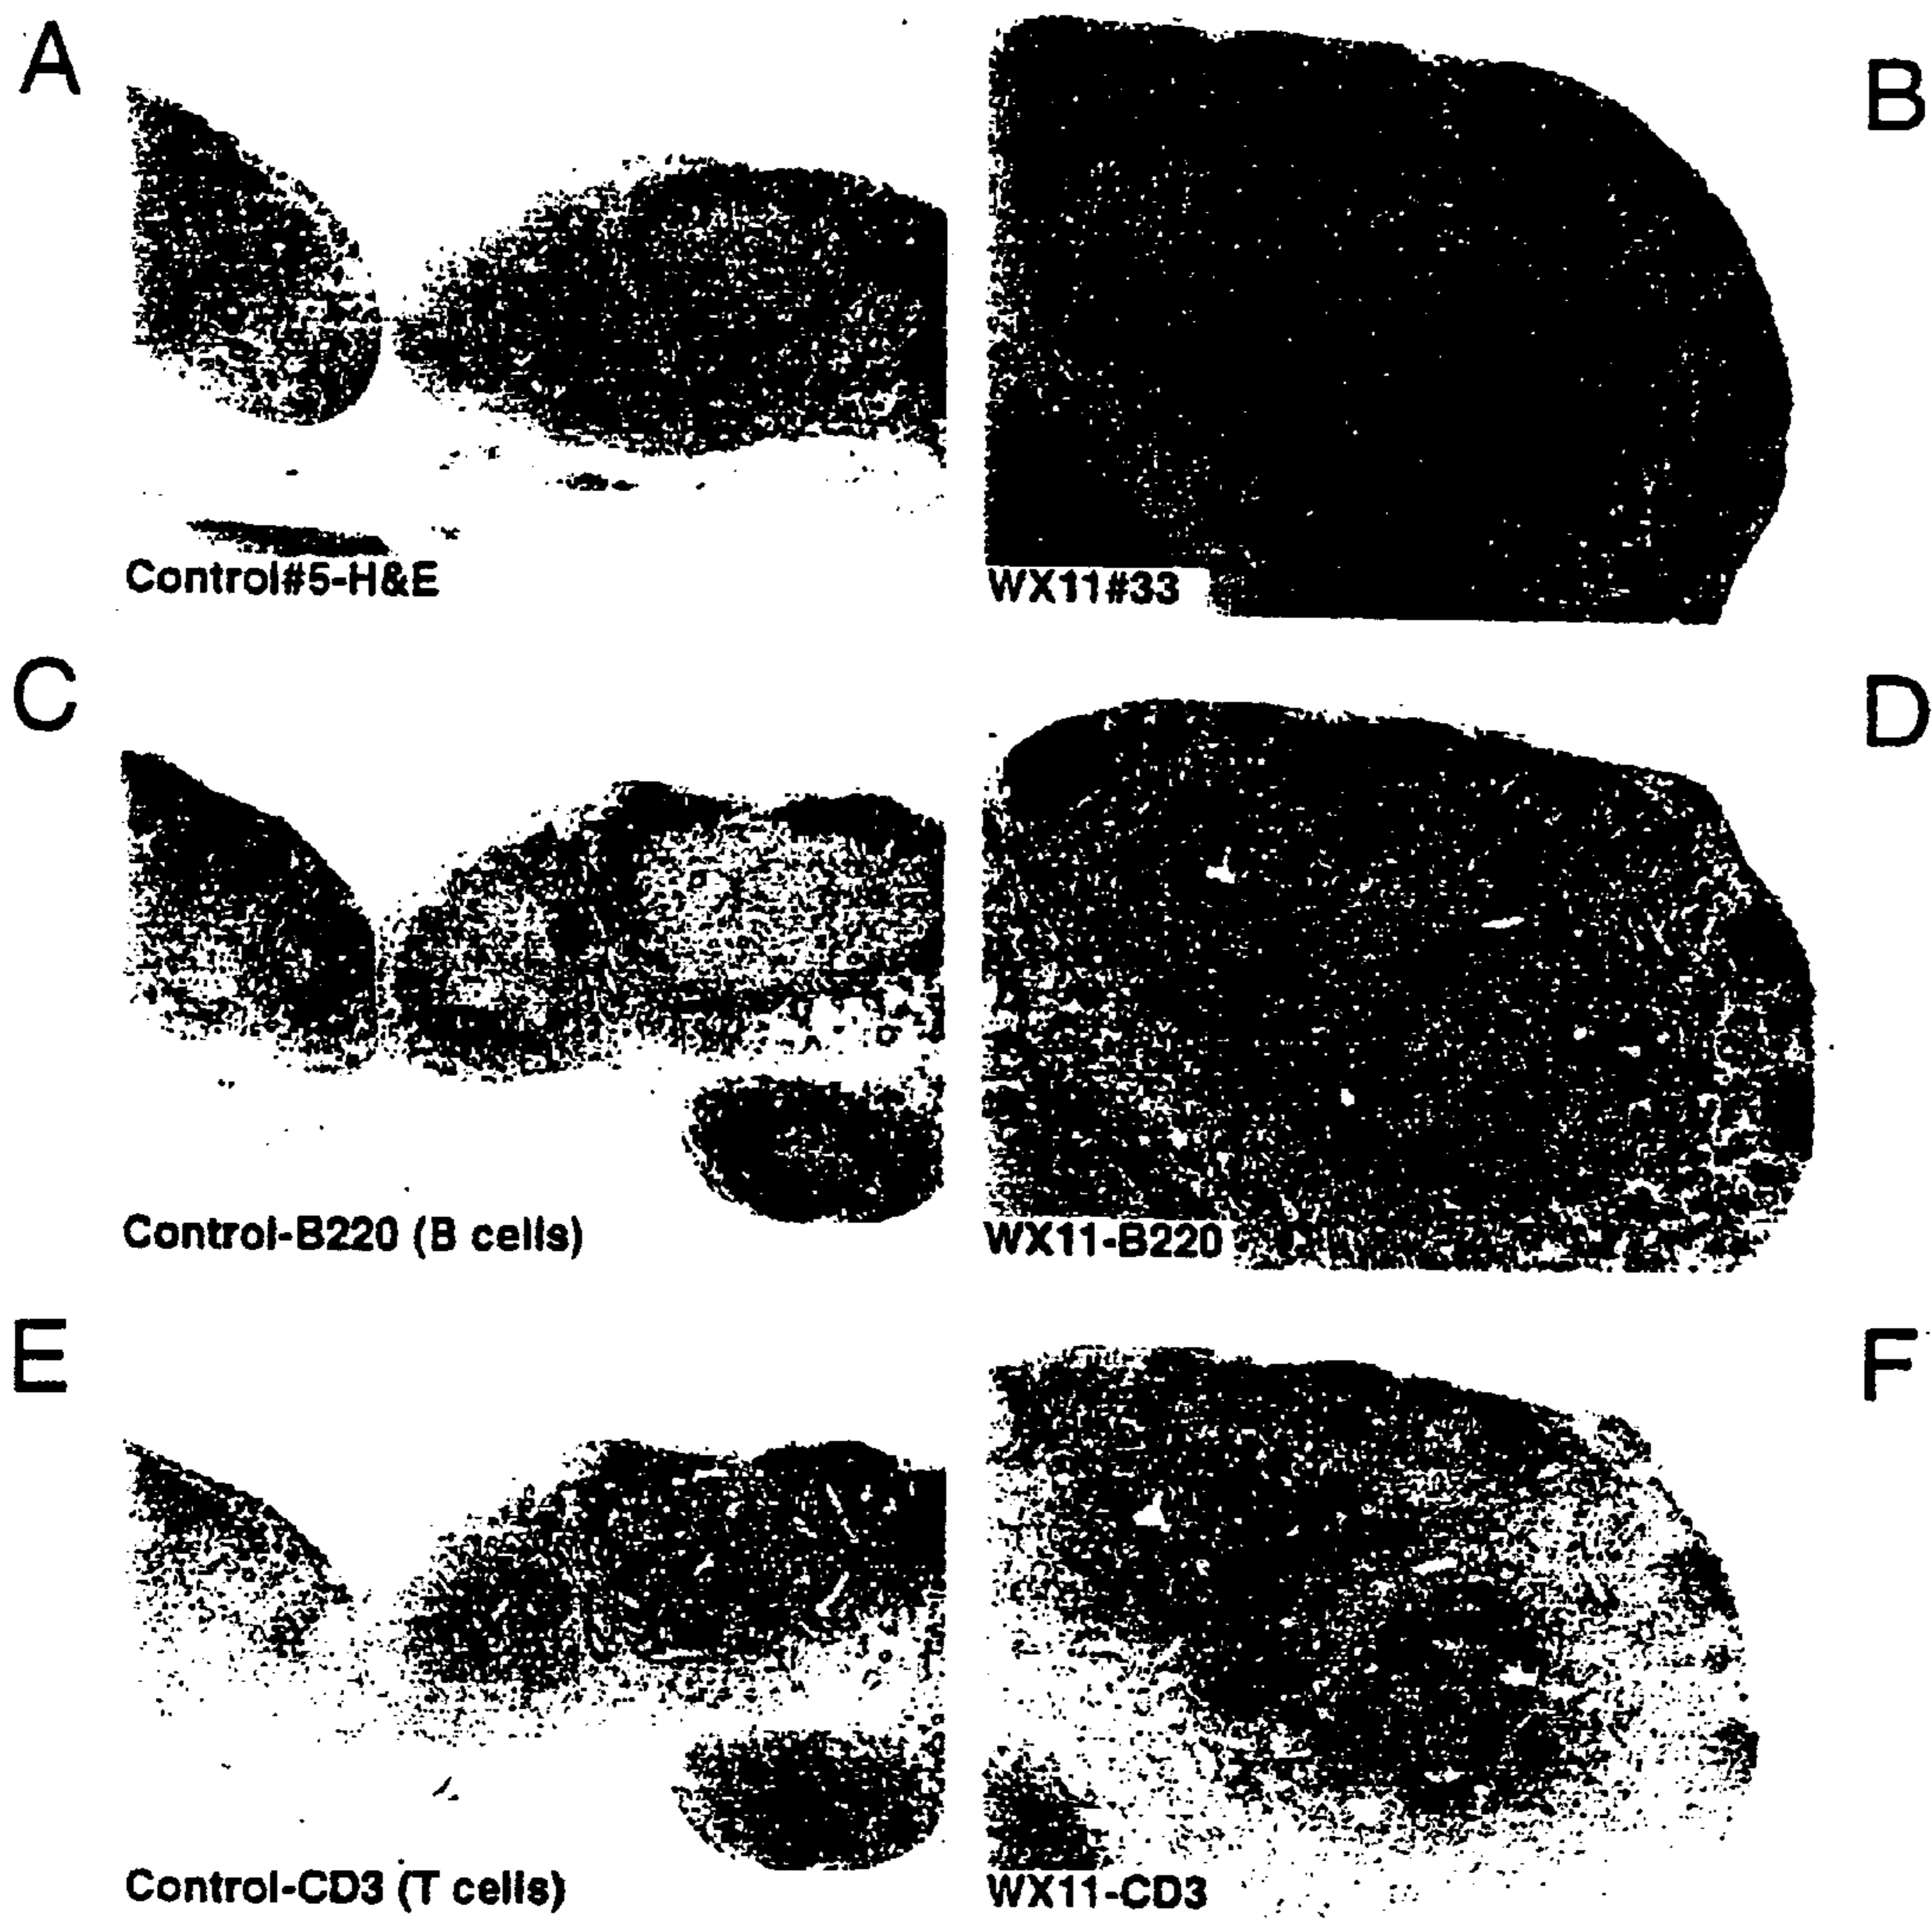 A
B
Control#5-H&E
WX11#33
C
D
Control-B220 (B cells)
WX11-B220
E
F
Control-CD3 (T cells)
WX11-CD3